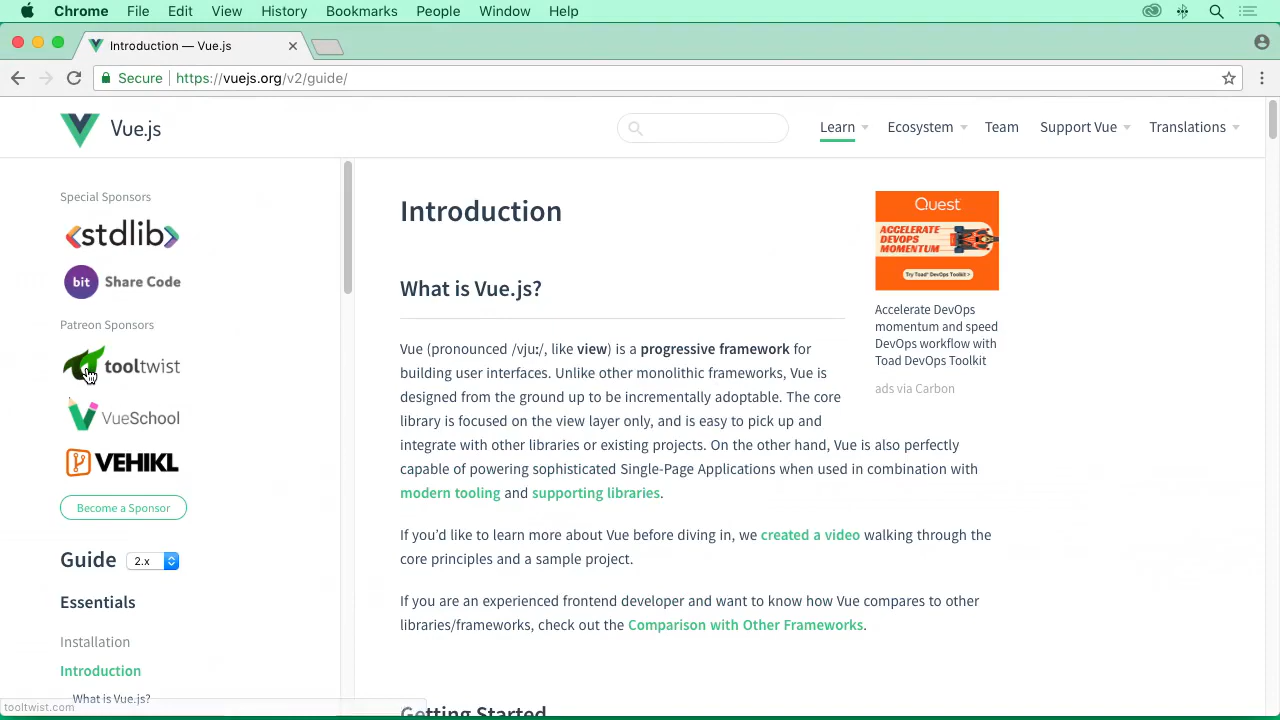 Chrome File Edit View History Bookmarks People Window Help
Introduction — Vue.js
Secure https://vuejs.org/v2/guide/
Vue.js
Learn Ecosystem Team Support Vue Translations
Special Sponsors
<stdlib>
bit Share Code
Patreon Sponsors
tooltwist
VueSchool
VEHIKL
Become a Sponsor
Guide 2.x
Essentials
Installation
Introduction
What is Vue.js?
tooltwist.com
Introduction
What is Vue.js?
Vue (pronounced /vjuː/, like view) is a progressive framework for
building user interfaces. Unlike other monolithic frameworks, Vue is
designed from the ground up to be incrementally adoptable. The core
library is focused on the view layer only, and is easy to pick up and
integrate with other libraries or existing projects. On the other hand, Vue is also perfectly
capable of powering sophisticated Single-Page Applications when used in combination with
modern tooling and supporting libraries.
If you’d like to learn more about Vue before diving in, we created a video walking through the
core principles and a sample project.
If you are an experienced frontend developer and want to know how Vue compares to other
libraries/frameworks, check out the Comparison with Other Frameworks.
Getting Started
Quest
ACCELERATE
DEVOPS
MOMENTUM
Try Toad® DevOps Toolkit >
Accelerate DevOps
momentum and speed
DevOps workflow with
Toad DevOps Toolkit
ads via Carbon